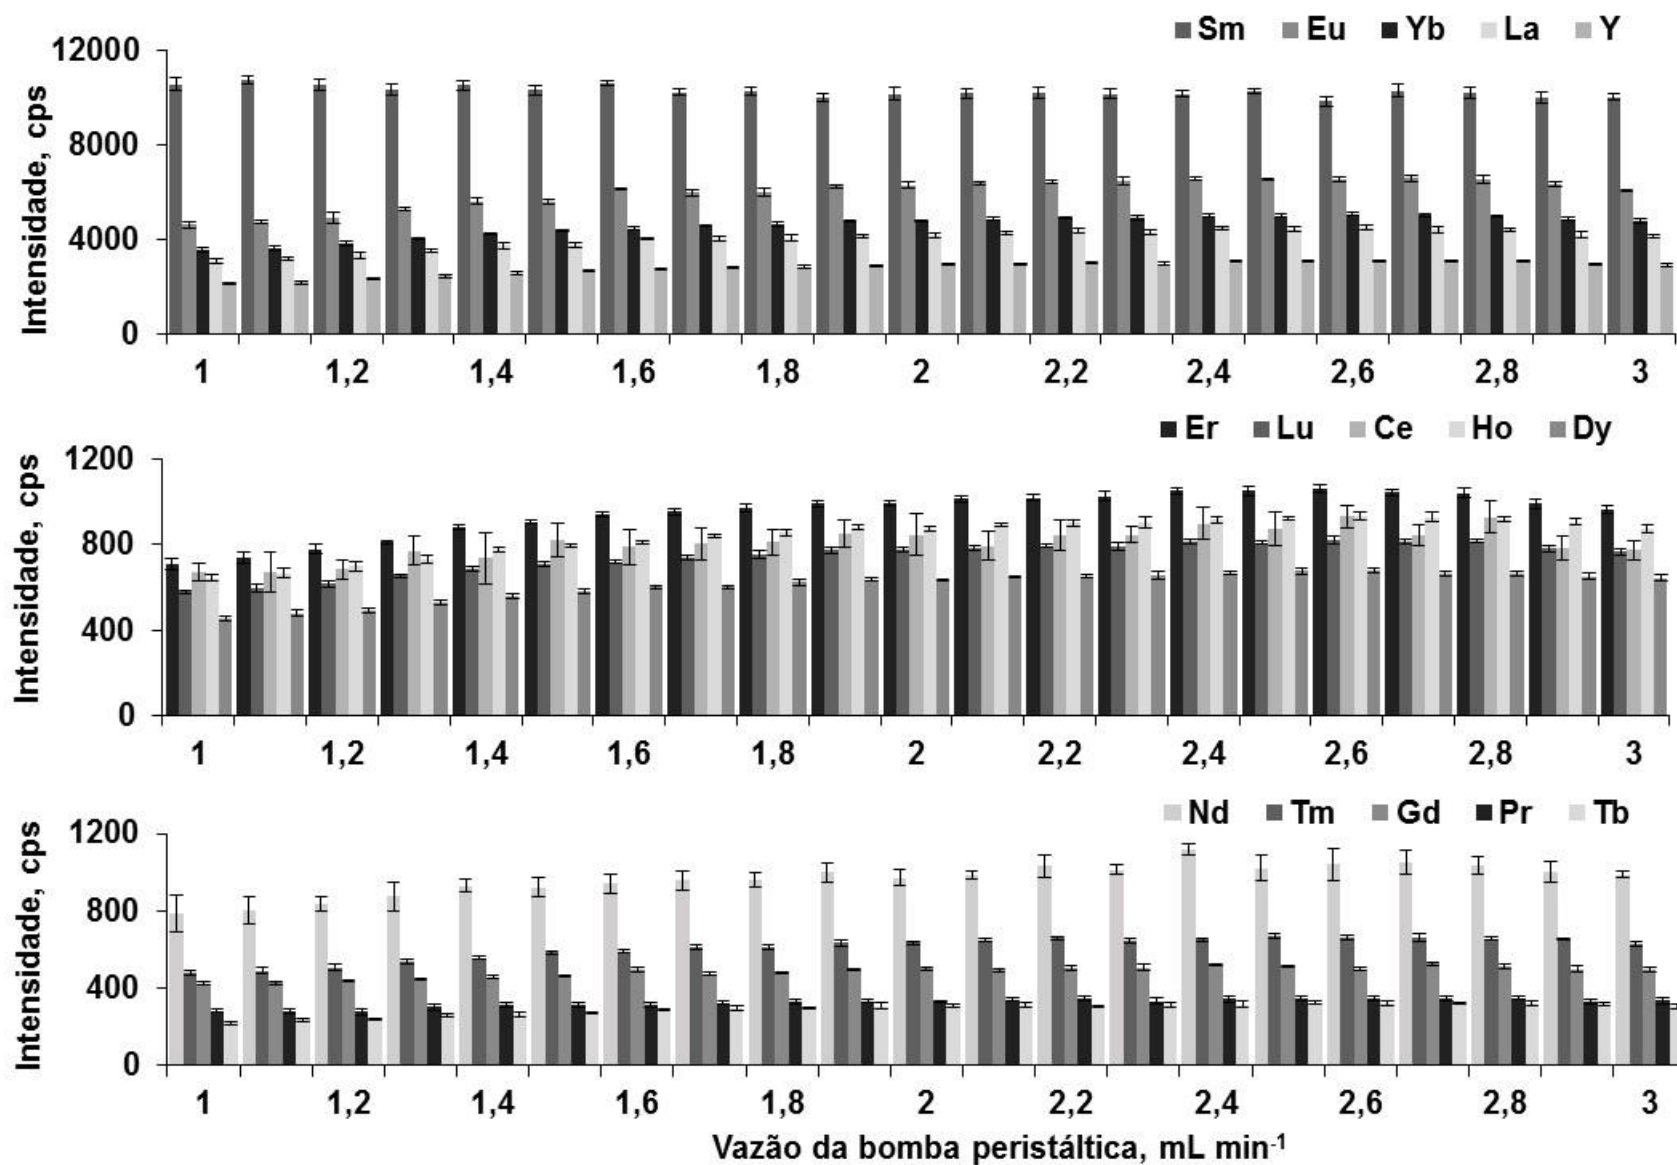 Sm Eu Yb La Y
12000
8000
4000
0
Intensidade, cps
1 1,2 1,4 1,6 1,8 2 2,2 2,4 2,6 2,8 3
Er Lu Ce Ho Dy
1200
800
400
0
Intensidade, cps
1 1,2 1,4 1,6 1,8 2 2,2 2,4 2,6 2,8 3
Nd Tm Gd Pr Tb
1200
800
400
0
Intensidade, cps
1 1,2 1,4 1,6 1,8 2 2,2 2,4 2,6 2,8 3
Vazão da bomba peristáltica, mL min⁻¹